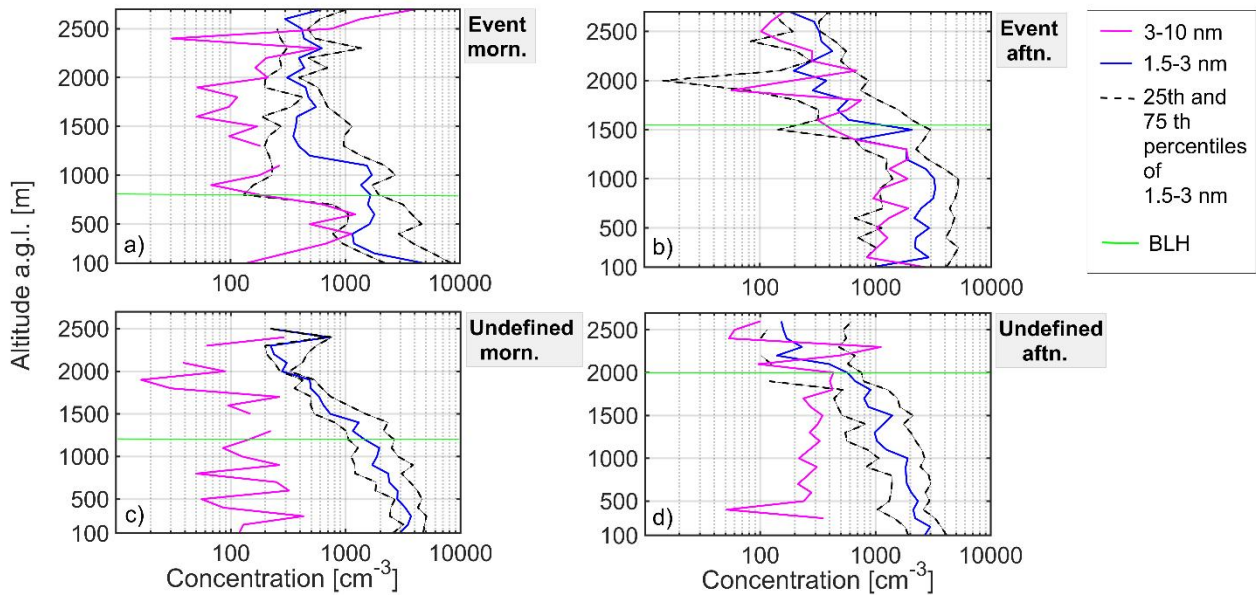 Altitude a.g.l. [m]
2500
2000
1500
1000
500
100
100
1000
10000
a)
Event
morn.
2500
2000
1500
1000
500
100
100
1000
10000
b)
Event
aftn.
3-10 nm
1.5-3 nm
25th and
75 th
percentiles
of
1.5-3 nm
BLH
2500
2000
1500
1000
500
100
100
1000
10000
Concentration [cm⁻³]
c)
Undefined
morn.
2500
2000
1500
1000
500
100
100
1000
10000
Concentration [cm⁻³]
d)
Undefined
aftn.